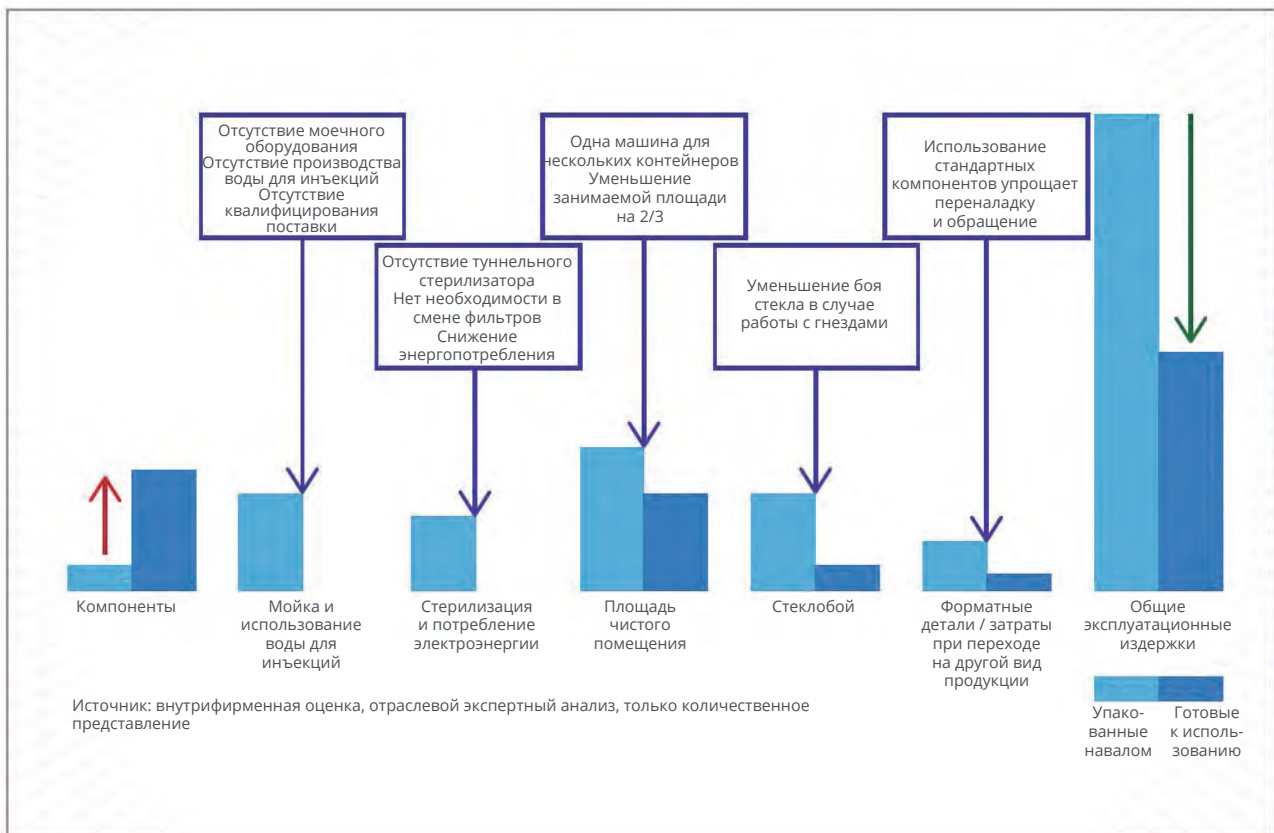 Отсутствие моечного
оборудования
Отсутствие производства
воды для инъекций
Отсутствие
квалифицирования
поставки
Отсутствие туннельного
стерилизатора
Нет необходимости в
смене фильтров
Снижение
энергопотребления
Одна машина для
нескольких контейнеров
Уменьшение
занимаемой площади
на 2/3
Уменьшение боя
стекла в случае
работы с гнездами
Использование
стандартных
компонентов упрощает
переналадку
и обращение
Компоненты
Мойка и
использование
воды для
инъекций
Стерилизация
и потребление
электроэнергии
Площадь
чистого
помещения
Стеклобой
Форматные
детали / затраты
при переходе
на другой вид
продукции
Общие
эксплуатационные
издержки
Источник: внутрифирменная оценка, отраслевой экспертный анализ, только количественное
представление
Упако-
ванные
навалом
Готовые
к исполь-
зованию